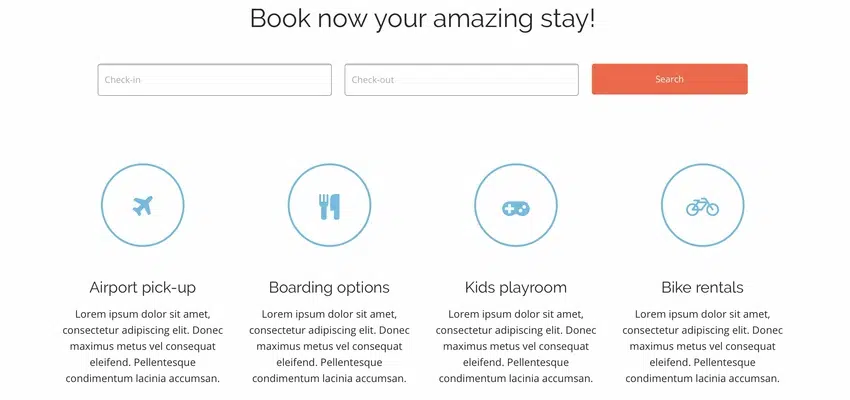 Book now your amazing stay!
Check-in
Check-out
Search
Airport pick-up
Lorem ipsum dolor sit amet,
consectetur adipiscing elit. Donec
maximus metus vel consequat
eleifend. Pellentesque
condimentum lacinia accumsan.
Boarding options
Lorem ipsum dolor sit amet,
consectetur adipiscing elit. Donec
maximus metus vel consequat
eleifend. Pellentesque
condimentum lacinia accumsan.
Kids playroom
Lorem ipsum dolor sit amet,
consectetur adipiscing elit. Donec
maximus metus vel consequat
eleifend. Pellentesque
condimentum lacinia accumsan.
Bike rentals
Lorem ipsum dolor sit amet,
consectetur adipiscing elit. Donec
maximus metus vel consequat
eleifend. Pellentesque
condimentum lacinia accumsan.